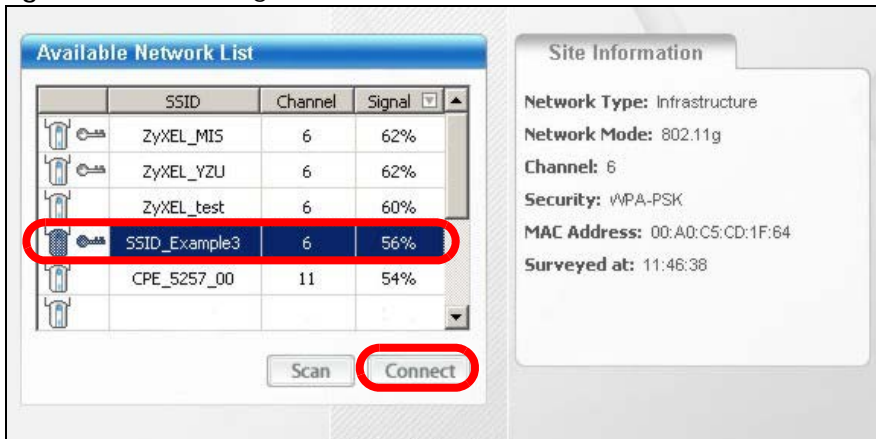 Available Network List
SSID Channel Signal
ZyXEL_MIS 6 62%
ZyXEL_YZU 6 62%
ZyXEL_test 6 60%
SSID_Example3 6 56%
CPE_5257_00 11 54%
Scan Connect
Site Information
Network Type: Infrastructure
Network Mode: 802.11g
Channel: 6
Security: WPA-PSK
MAC Address: 00:A0:C5:CD:1F:64
Surveyed at: 11:46:38